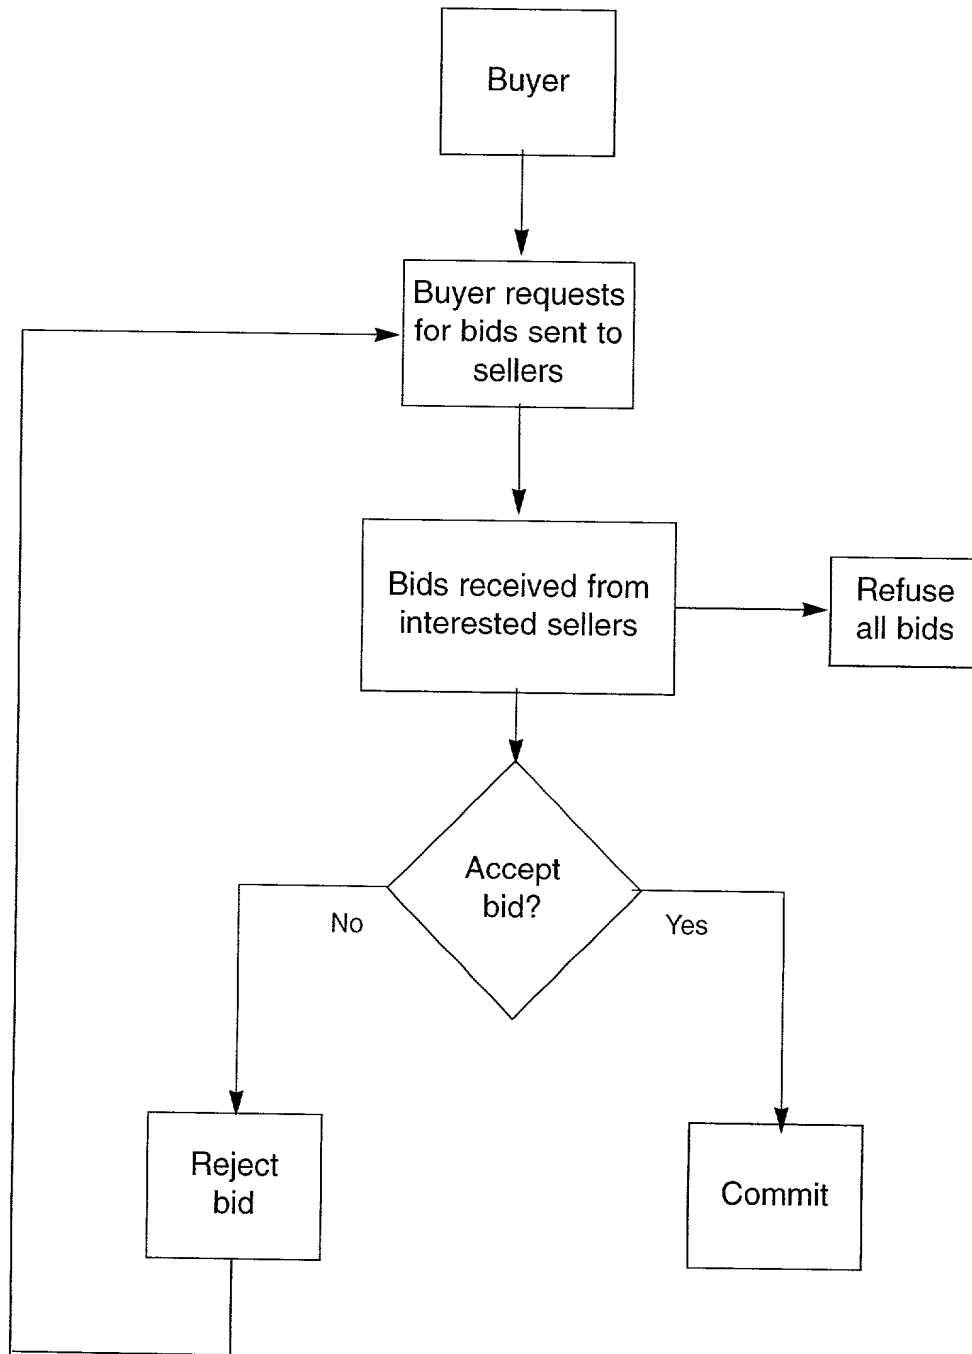 Buyer
Buyer requests
for bids sent to
sellers
Bids received from
interested sellers
Refuse
all bids
Accept
bid?
No
Yes
Reject
bid
Commit